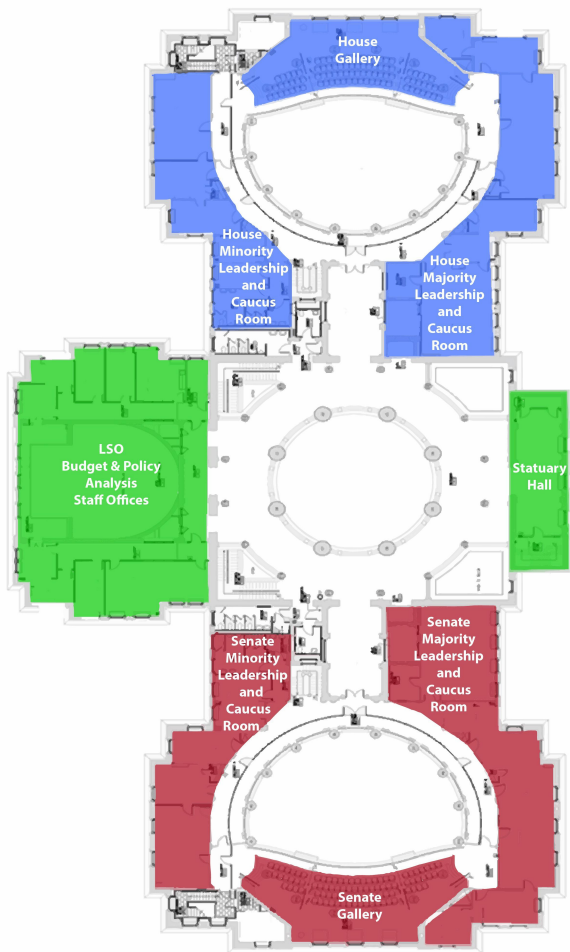 House
Gallery
House
Minority
Leadership
and
Caucus
Room
House
Majority
Leadership
and
Caucus
Room
LSO
Budget & Policy
Analysis
Staff Offices
Statuary
Hall
Senate
Minority
Leadership
and
Caucus
Room
Senate
Majority
Leadership
and
Caucus
Room
Senate
Gallery